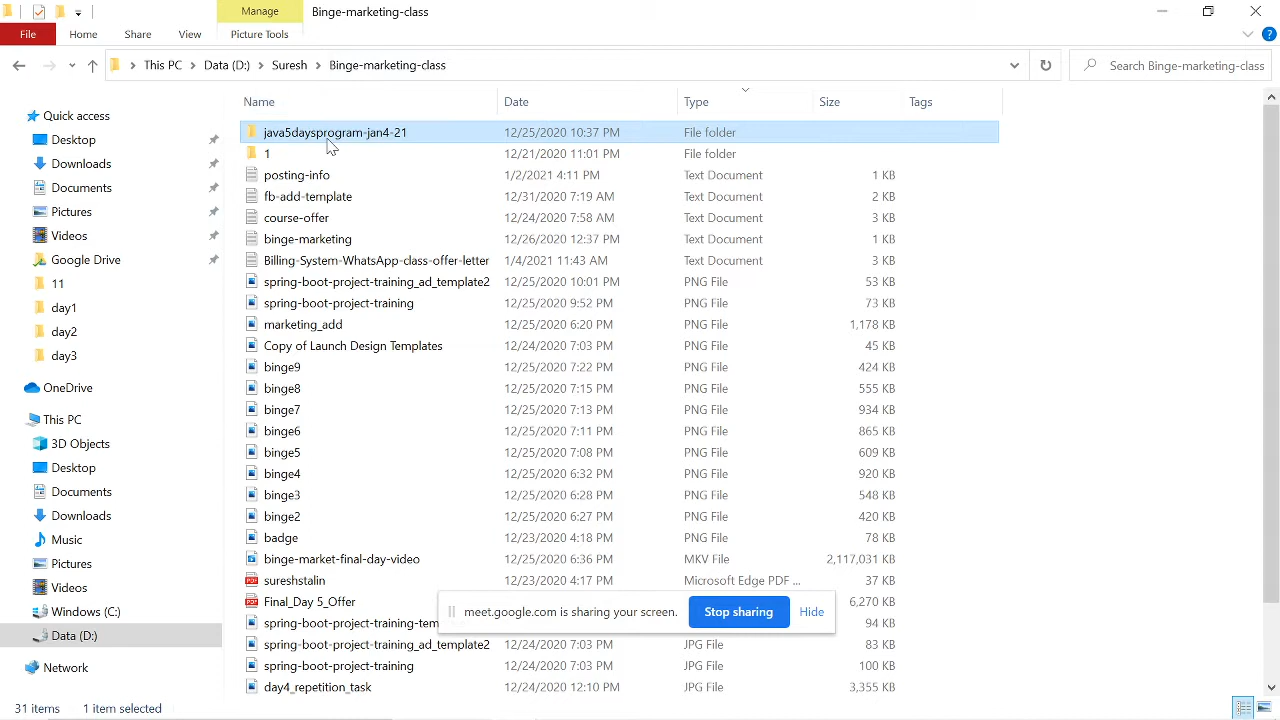 Manage
Binge-marketing-class
File
Home
Share
View
Picture Tools
This PC
Data (D:)
Suresh
Binge-marketing-class
Search Binge-marketing-class
Name
Date
Type
Size
Tags
Quick access
Desktop
Downloads
Documents
Pictures
Videos
Google Drive
11
day1
day2
day3
OneDrive
This PC
3D Objects
Desktop
Documents
Downloads
Music
Pictures
Videos
Windows (C:)
Data (D:)
Network
java5daysprogram-jan4-21 12/25/2020 10:37 PM File folder
1 12/21/2020 11:01 PM File folder
posting-info 1/2/2021 4:11 PM Text Document 1 KB
fb-add-template 12/31/2020 7:19 AM Text Document 2 KB
course-offer 12/24/2020 7:58 AM Text Document 3 KB
binge-marketing 12/26/2020 12:37 PM Text Document 1 KB
Billing-System-WhatsApp-class-offer-letter 1/4/2021 11:43 AM Text Document 3 KB
spring-boot-project-training_ad_template2 12/25/2020 10:01 PM PNG File 53 KB
spring-boot-project-training 12/25/2020 9:52 PM PNG File 73 KB
marketing_add 12/25/2020 6:20 PM PNG File 1,178 KB
Copy of Launch Design Templates 12/24/2020 7:03 PM PNG File 45 KB
binge9 12/25/2020 7:22 PM PNG File 424 KB
binge8 12/25/2020 7:15 PM PNG File 555 KB
binge7 12/25/2020 7:13 PM PNG File 934 KB
binge6 12/25/2020 7:11 PM PNG File 865 KB
binge5 12/25/2020 7:08 PM PNG File 609 KB
binge4 12/25/2020 6:32 PM PNG File 920 KB
binge3 12/25/2020 6:28 PM PNG File 548 KB
binge2 12/25/2020 6:27 PM PNG File 420 KB
badge 12/23/2020 4:18 PM PNG File 78 KB
binge-market-final-day-video 12/25/2020 6:36 PM MKV File 2,117,031 KB
sureshstalin 12/23/2020 4:17 PM Microsoft Edge PDF ... 37 KB
Final_Day 5_Offer 6,270 KB
meet.google.com is sharing your screen. Stop sharing Hide
spring-boot-project-training-tem 94 KB
spring-boot-project-training_ad_template2 12/24/2020 7:03 PM JPG File 83 KB
spring-boot-project-training 12/24/2020 7:03 PM JPG File 100 KB
day4_repetition_task 12/24/2020 12:10 PM JPG File 3,355 KB
31 items
1 item selected